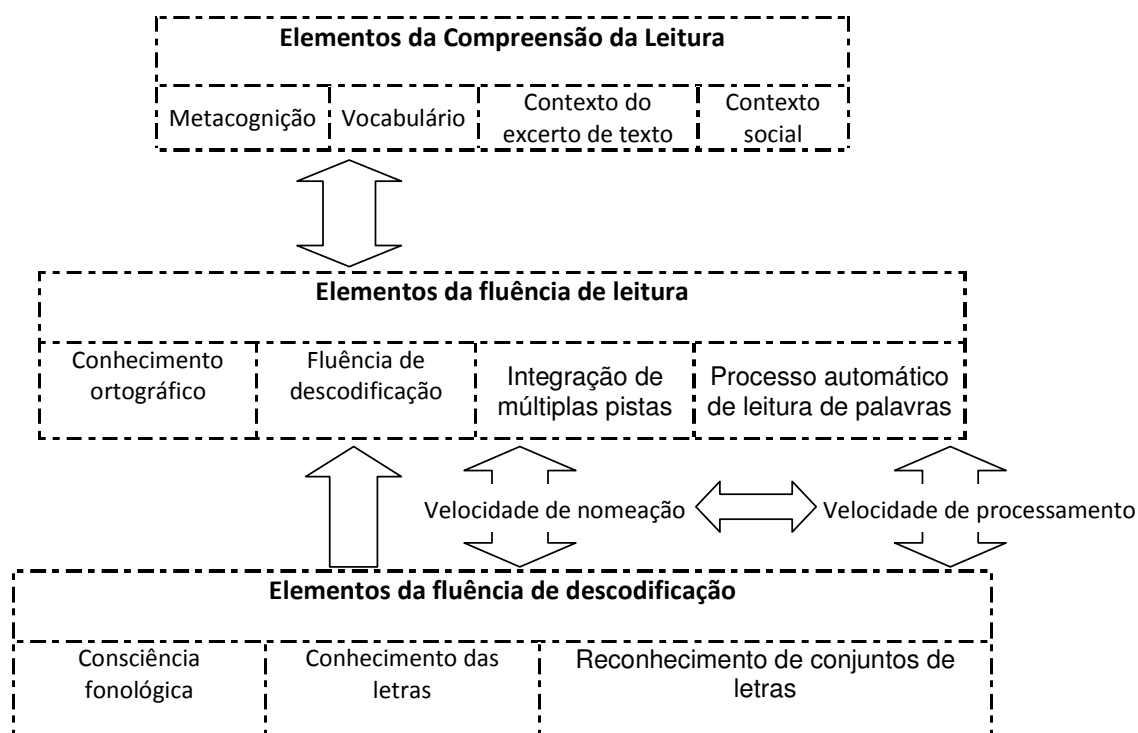 Elementos da Compreensão da Leitura
Metacognição
Vocabulário
Contexto do
excerto de texto
Contexto
social
Elementos da fluência de leitura
Conhecimento
ortográfico
Fluência de
descodificação
Integração de
múltiplas pistas
Processo automático
de leitura de palavras
Velocidade de nomeação
Velocidade de processamento
Elementos da fluência de descodificação
Consciência
fonológica
Conhecimento das
letras
Reconhecimento de conjuntos de
letras